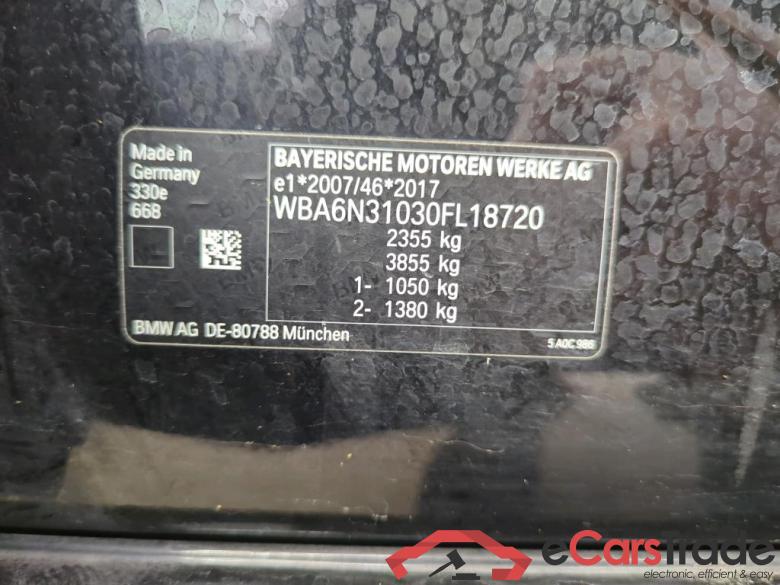 Made in
Germany
330e
668
BAYERISCHE MOTOREN WERKE AG
e1*2007/46*2017
WBA6N31030FL18720
2355 kg
3855 kg
1- 1050 kg
2- 1380 kg
BMW AG DE-80788 München
5 A0C 986
eCarstrade
electronic, efficient & easy